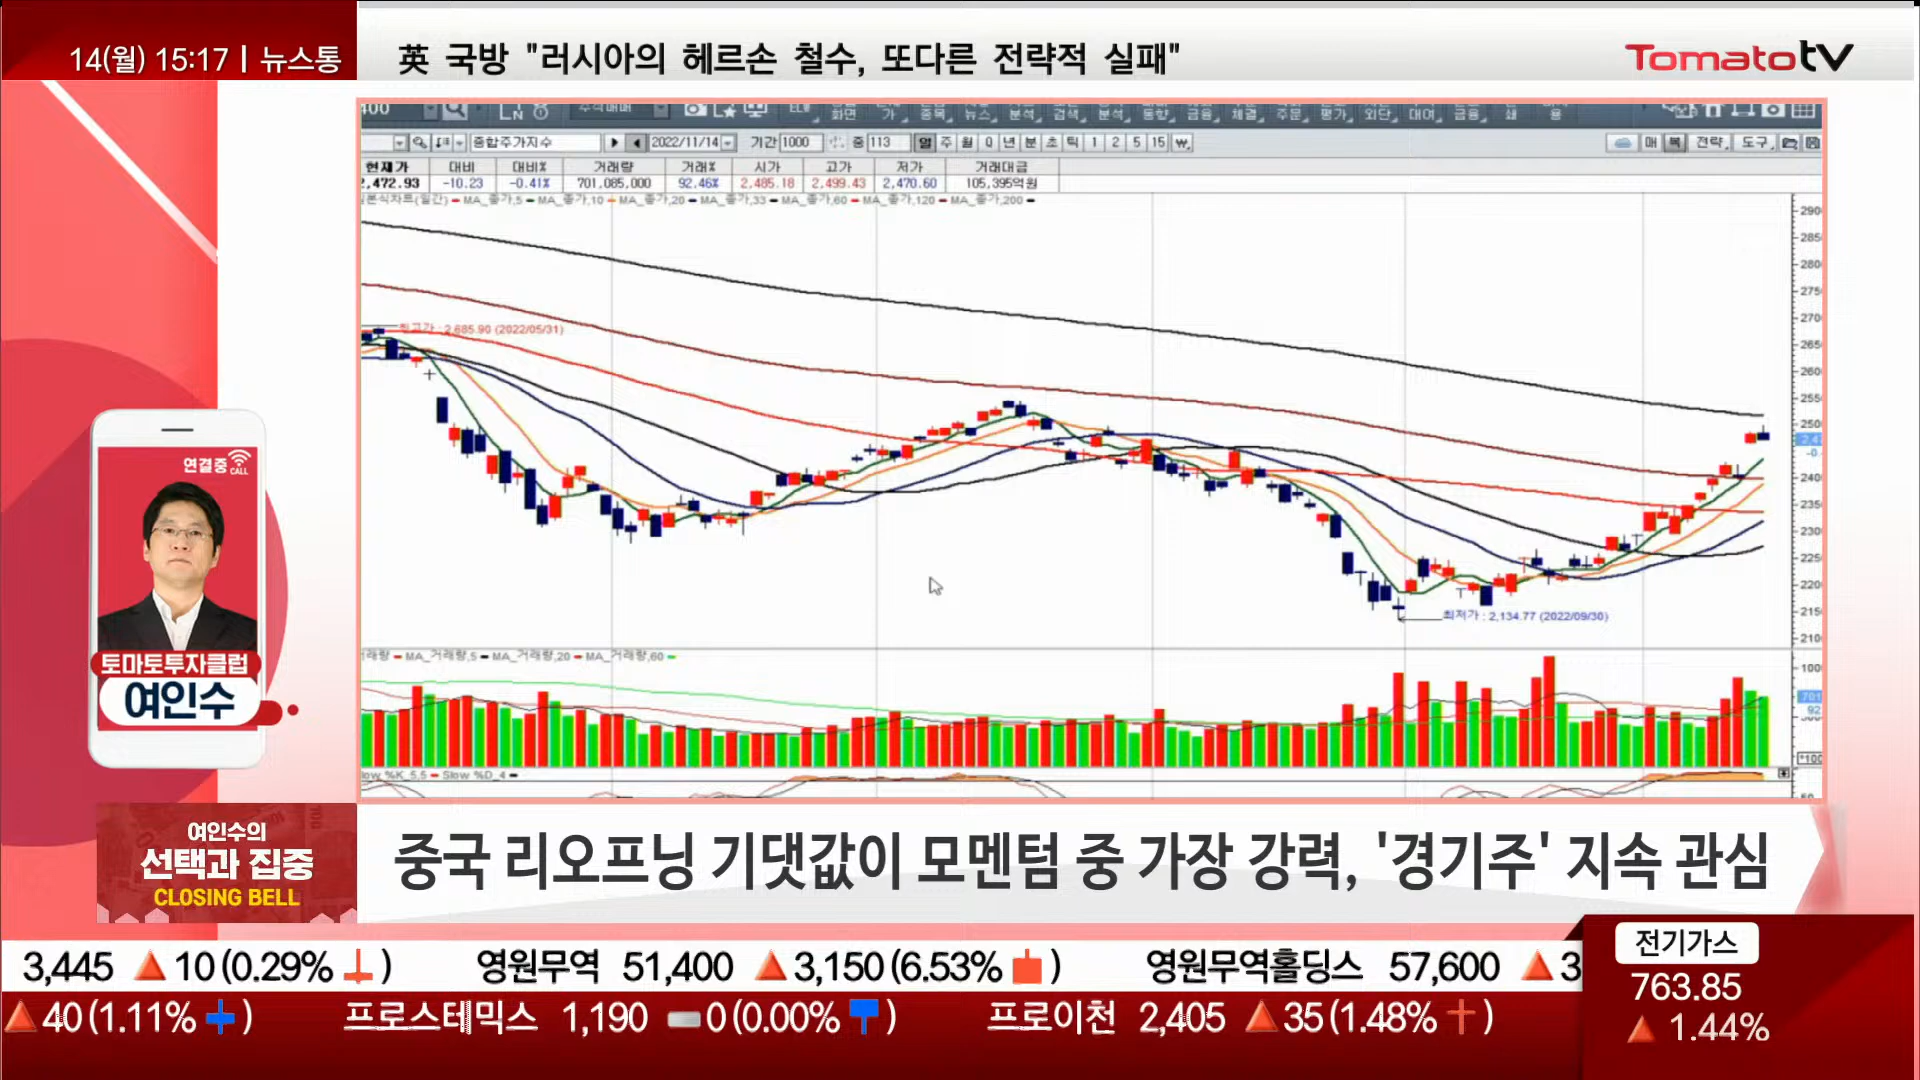 14(월) 15:17 | 뉴스통
英 국방 "러시아의 헤르손 철수, 또다른 전략적 실패"
TomatoTV
종합주가지수 2022/11/14 기간 1000 중 113 일 주 월 Q 년 분 초 틱 1 2 5 15 매 복 전략 도구
현재가 대비 대비% 거래량 거래% 시가 고가 저가 거래대금
2,472.93 -10.23 -0.41% 701,085,000 92.46% 2,485.18 2,499.43 2,470.60 105,395억원
MA_종가,5 MA_종가,10 MA_종가,20 MA_종가,33 MA_종가,60 MA_종가,120 MA_종가,200
최고가 : 2,685.90 (2022/05/31)
최저가 : 2,134.77 (2022/09/30)
MA_거래량,5 MA_거래량,20 MA_거래량,60
Slow %K_5,5 Slow %D_4
연결중 CALL
토마토투자클럽
여인수
여인수의
선택과 집중
CLOSING BELL
중국 리오프닝 기댓값이 모멘텀 중 가장 강력, '경기주' 지속 관심
3,445 ▲10(0.29% ) 영원무역 51,400 ▲3,150(6.53% ) 영원무역홀딩스 57,600 ▲3
▲40(1.11% ) 프로스테믹스 1,190 0(0.00% ) 프로이천 2,405 ▲35(1.48% )
전기가스
763.85
▲ 1.44%